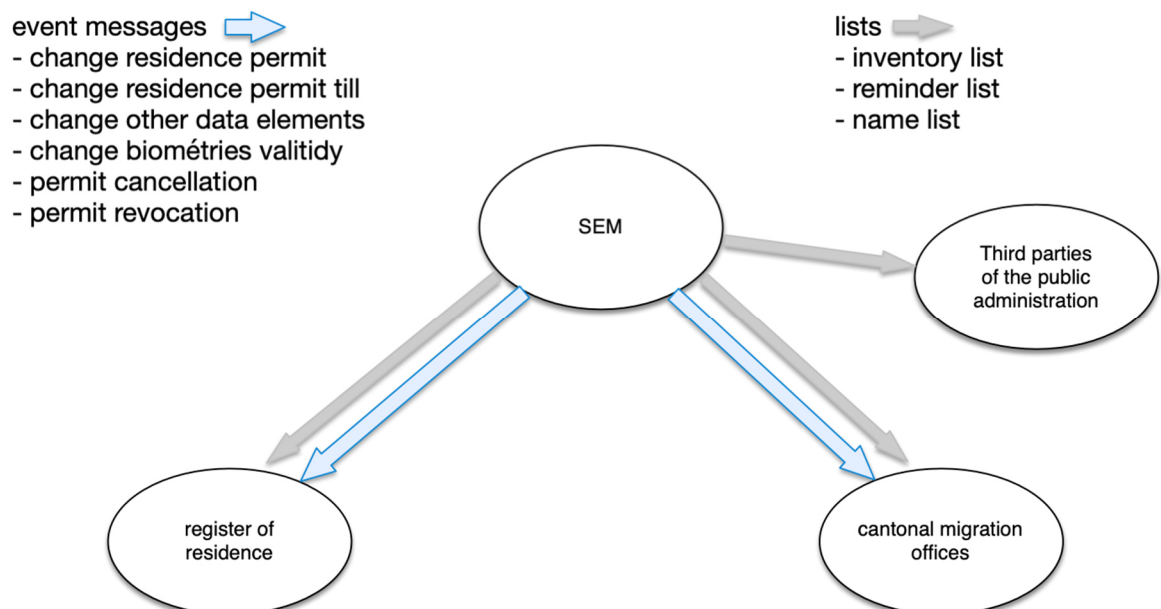 event messages
- change residence permit
- change residence permit till
- change other data elements
- change biométries valitidy
- permit cancellation
- permit revocation
lists
- inventory list
- reminder list
- name list
SEM
Third parties
of the public
administration
register of
residence
cantonal migration
offices